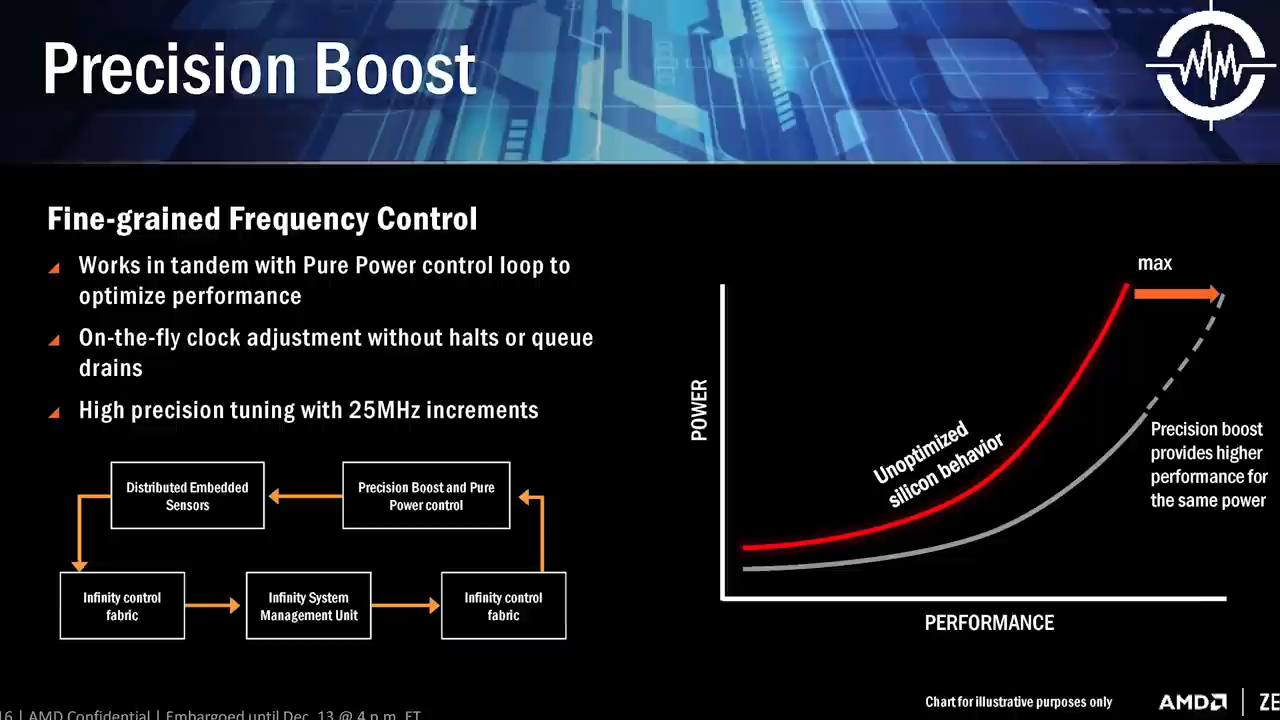 Precision Boost
Fine-grained Frequency Control
Works in tandem with Pure Power control loop to
optimize performance
On-the-fly clock adjustment without halts or queue
drains
High precision tuning with 25MHz increments
Distributed Embedded
Sensors
Precision Boost and Pure
Power control
Infinity control
fabric
Infinity System
Management Unit
Infinity control
fabric
max
POWER
Unoptimized
silicon behavior
Precision boost
provides higher
performance for
the same power
PERFORMANCE
Chart for illustrative purposes only
AMD
ZE
16 | AMD Confidential | Embargoed until Dec. 13 @ 4 p.m. ET